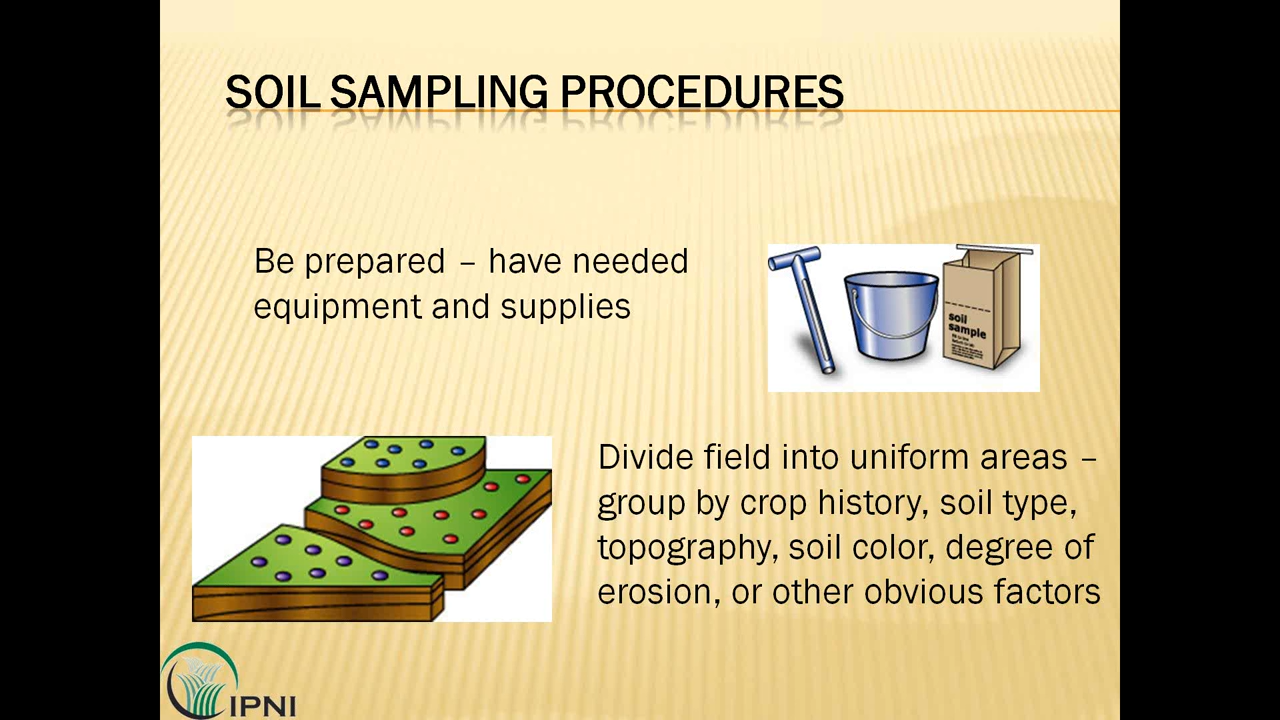 SOIL SAMPLING PROCEDURES
Be prepared – have needed
equipment and supplies
soil
sample
Divide field into uniform areas –
group by crop history, soil type,
topography, soil color, degree of
erosion, or other obvious factors
IPNI